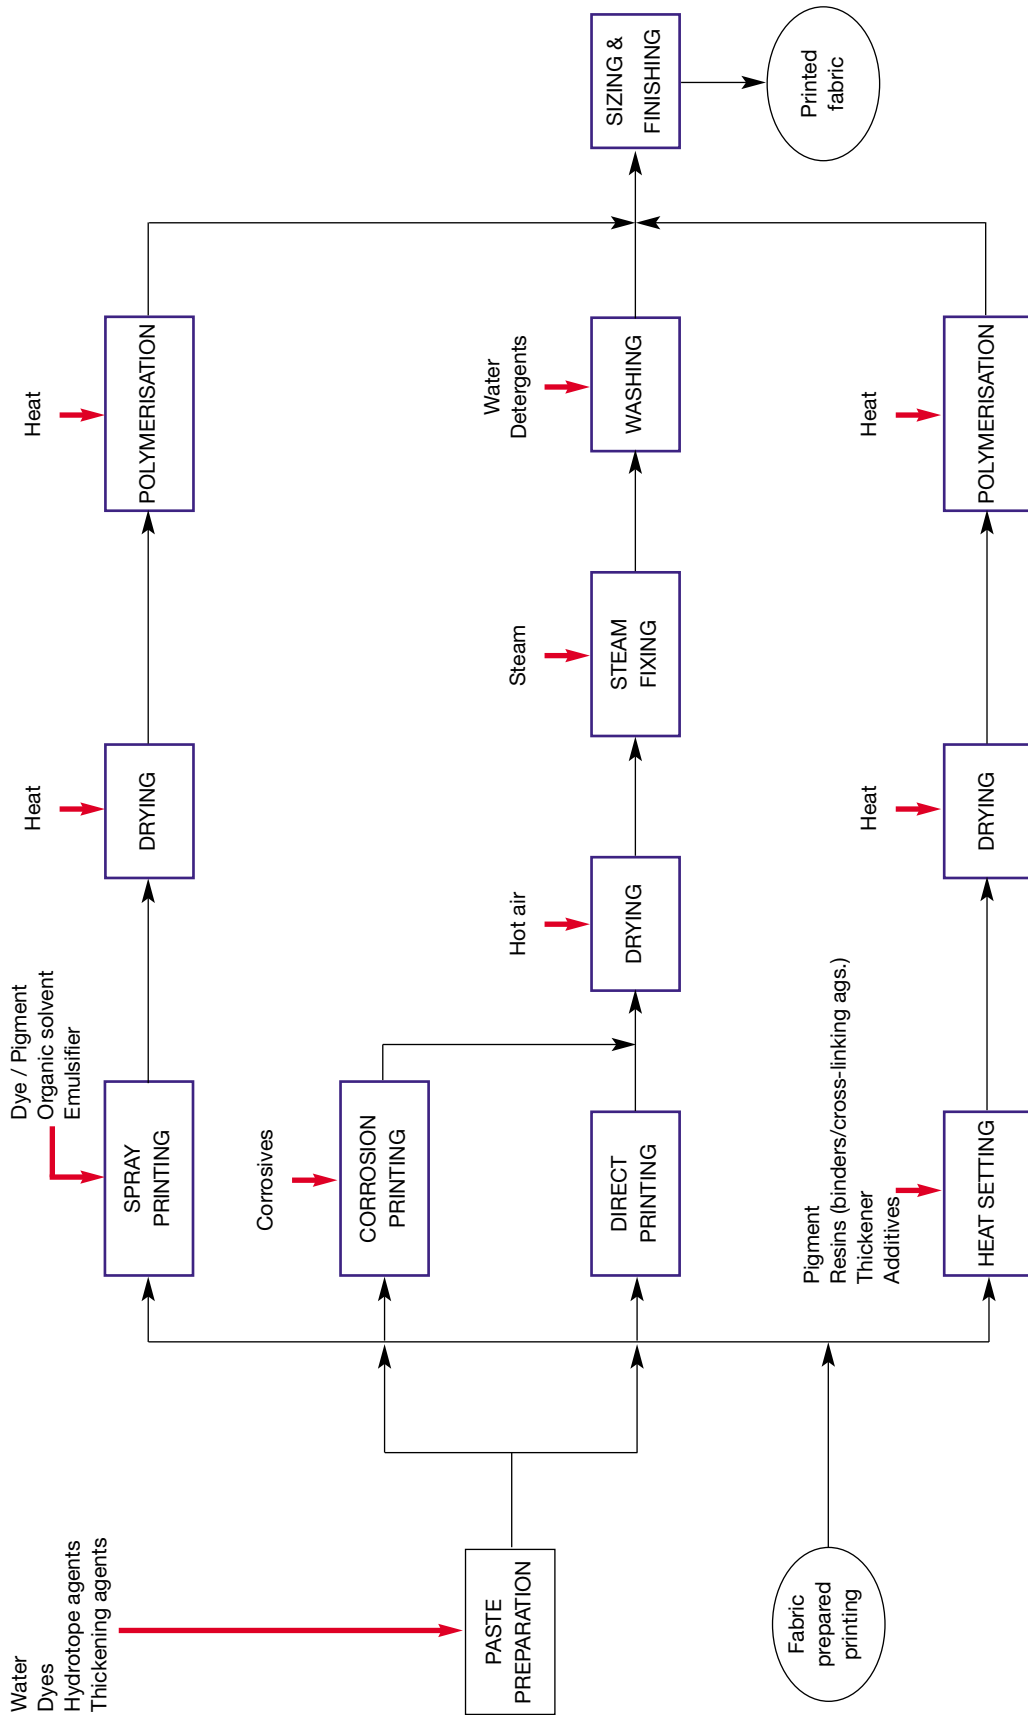 Water
Dyes
Hydrotope agents
Thickening agents
PASTE
PREPARATION
Fabric
prepared
printing
Dye / Pigment
Organic solvent
Emulsifier
SPRAY
PRINTING
Heat
DRYING
Heat
POLYMERISATION
Corrosives
CORROSION
PRINTING
DIRECT
PRINTING
Hot air
DRYING
Steam
STEAM
FIXING
Water
Detergents
WASHING
SIZING &
FINISHING
Printed
fabric
Pigment
Resins (binders/cross-linking ags.)
Thickener
Additives
HEAT SETTING
Heat
DRYING
Heat
POLYMERISATION